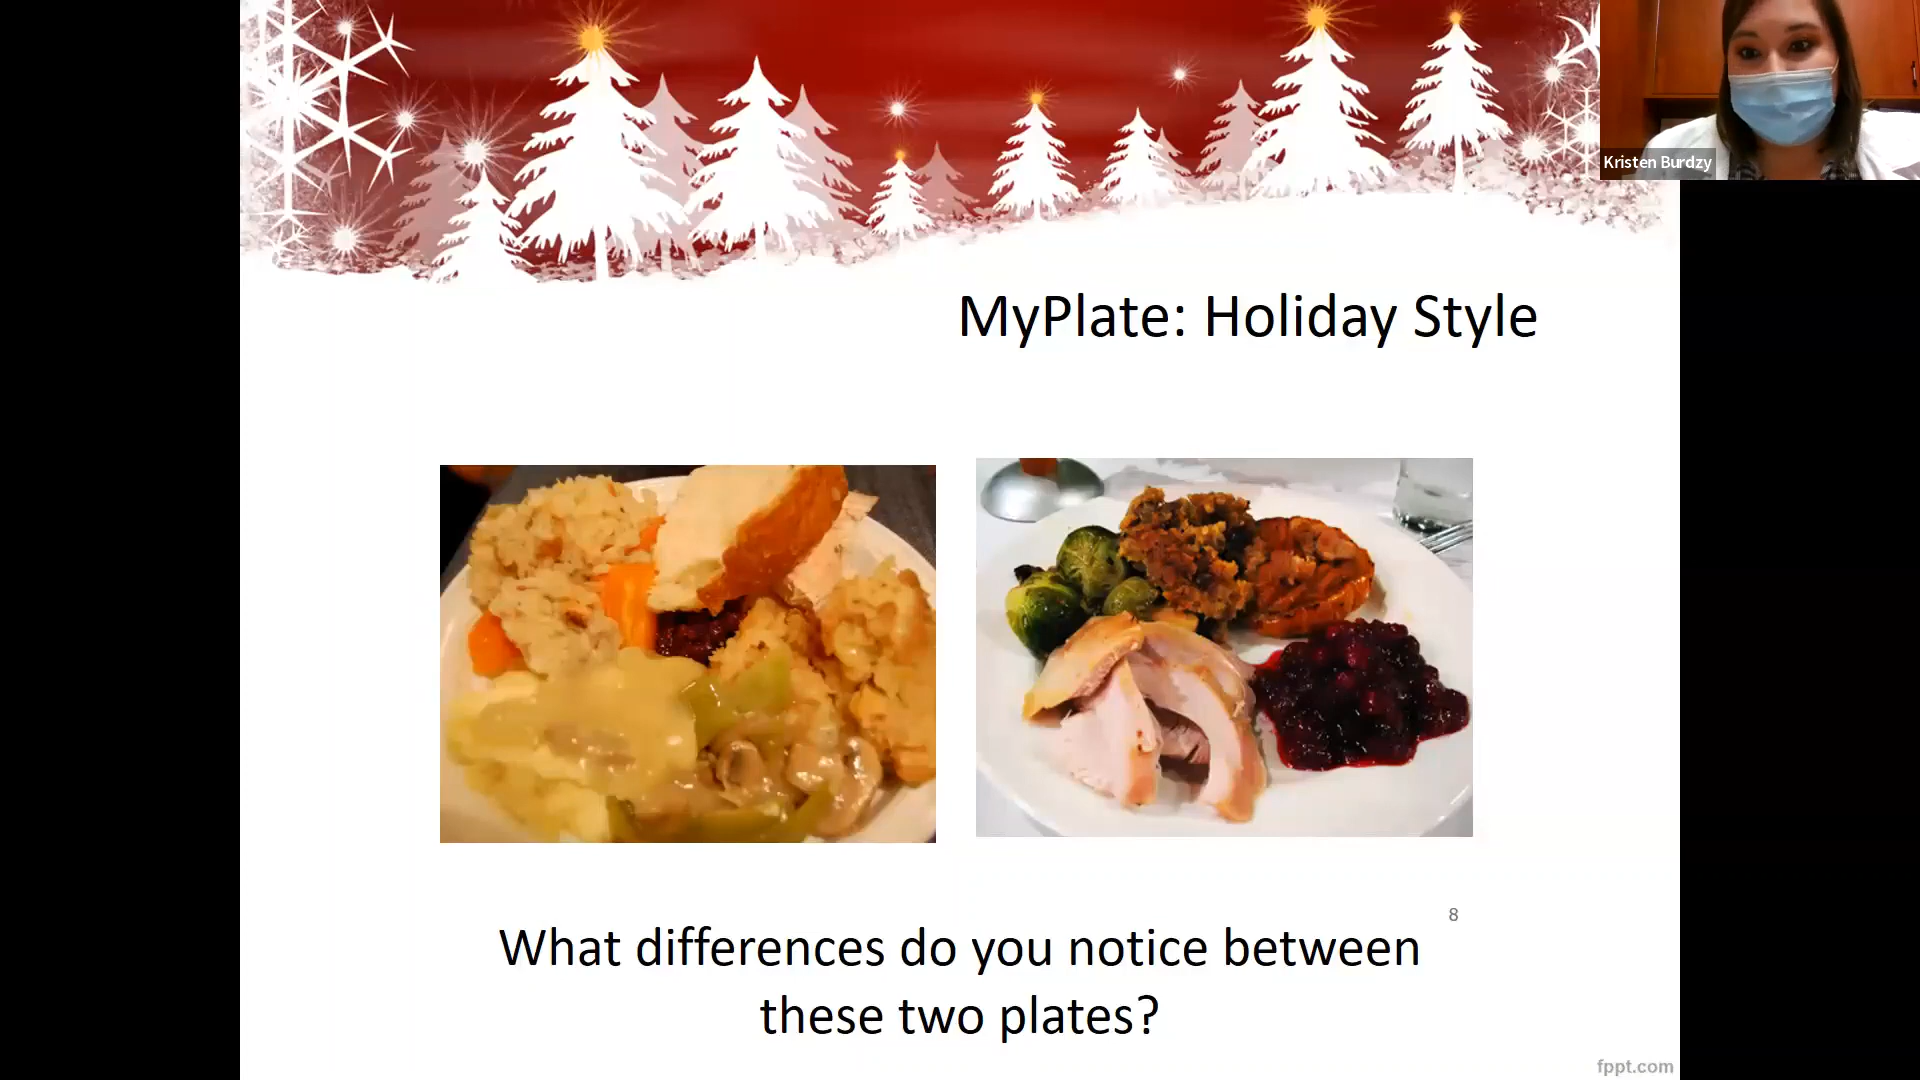 Kristen Burdzy
MyPlate: Holiday Style
8
What differences do you notice between
these two plates?
fppt.com